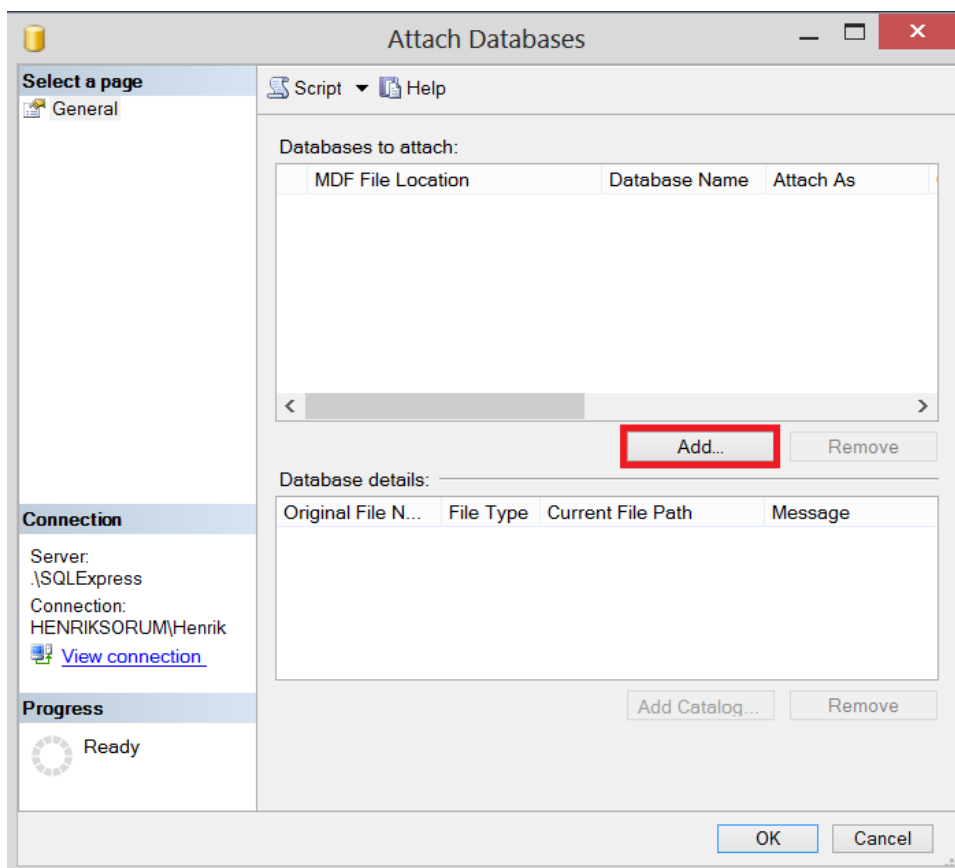 Attach Databases
Select a page
General
Script Help
Databases to attach:
MDF File Location Database Name Attach As
Add... Remove
Database details:
Original File N... File Type Current File Path Message
Connection
Server:
.\SQLExpress
Connection:
HENRIKSORUM\Henrik
View connection
Add Catalog... Remove
Progress
Ready
OK Cancel